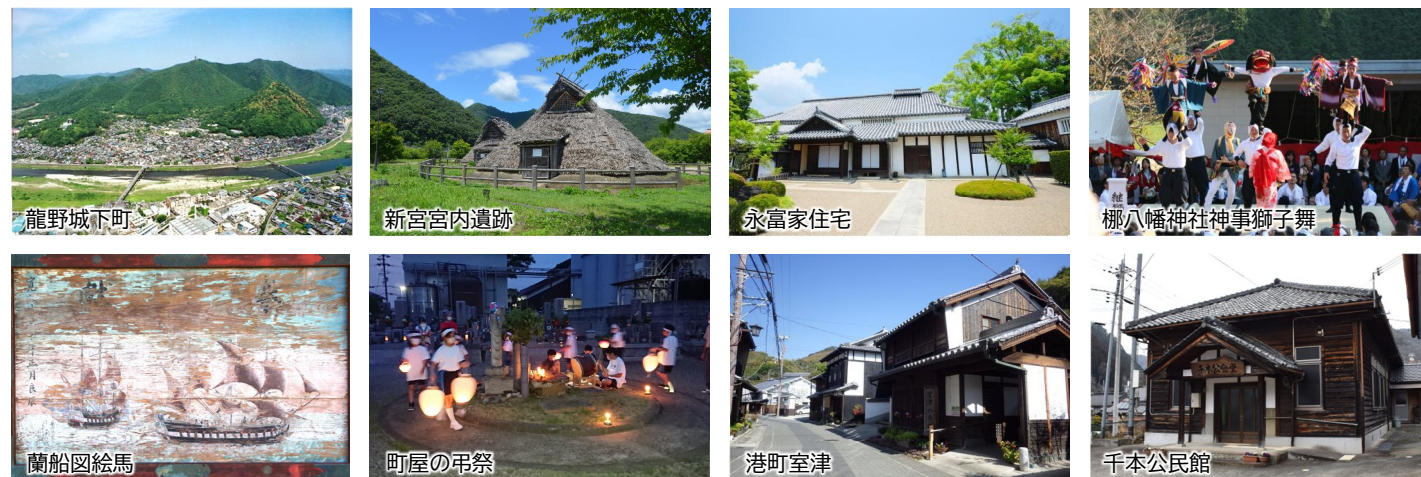 龍野城下町
新宮宮内遺跡
永富家住宅
梛八幡神社神事獅子舞
蘭船図絵馬
町屋の弔祭
港町室津
千本公民館